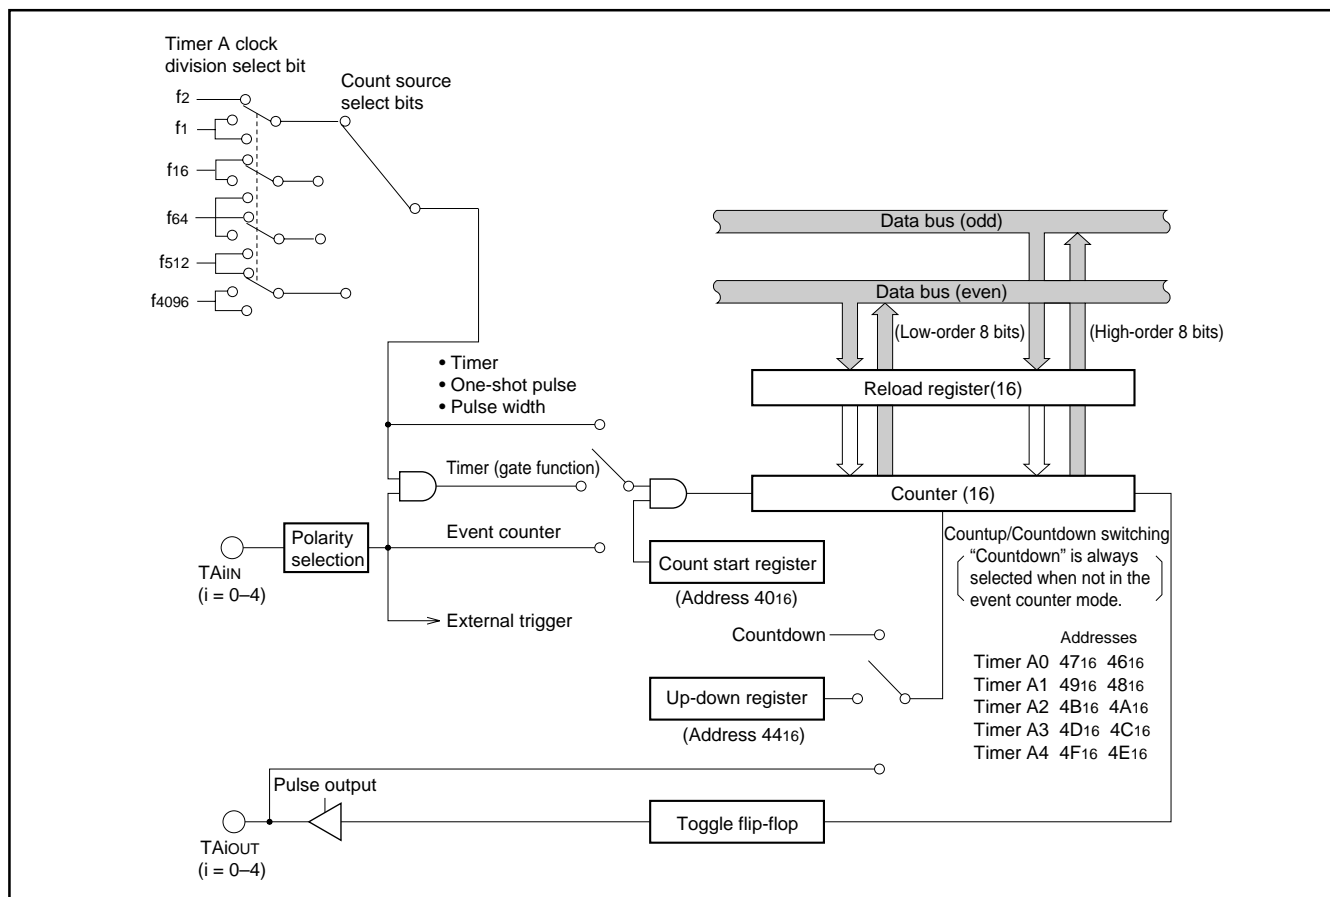 Timer A clock
division select bit
Count source
select bits
f2
f1
f16
f64
f512
f4096
Data bus (odd)
Data bus (even)
(Low-order 8 bits)
(High-order 8 bits)
• Timer
• One-shot pulse
• Pulse width
Reload register(16)
Timer (gate function)
Counter (16)
Polarity
selection
Event counter
TAiIN
(i = 0–4)
Count start register
(Address 4016)
Countup/Countdown switching
“Countdown” is always
selected when not in the
event counter mode.
External trigger
Countdown
Up-down register
(Address 4416)
Addresses
Timer A0 4716 4616
Timer A1 4916 4816
Timer A2 4B16 4A16
Timer A3 4D16 4C16
Timer A4 4F16 4E16
Pulse output
Toggle flip-flop
TAiOUT
(i = 0–4)